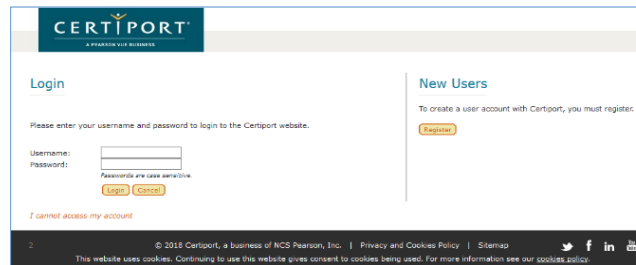 CERTIPORT
A PEARSON VUE BUSINESS
Login
Please enter your username and password to login to the Certiport website.
Username:
Password:
Passwords are case sensitive.
Login Cancel
I cannot access my account
New Users
To create a user account with Certiport, you must register.
Register
2 © 2018 Certiport, a business of NCS Pearson, Inc. | Privacy and Cookies Policy | Sitemap
This website uses cookies. Continuing to use this website gives consent to cookies being used. For more information see our cookies policy.